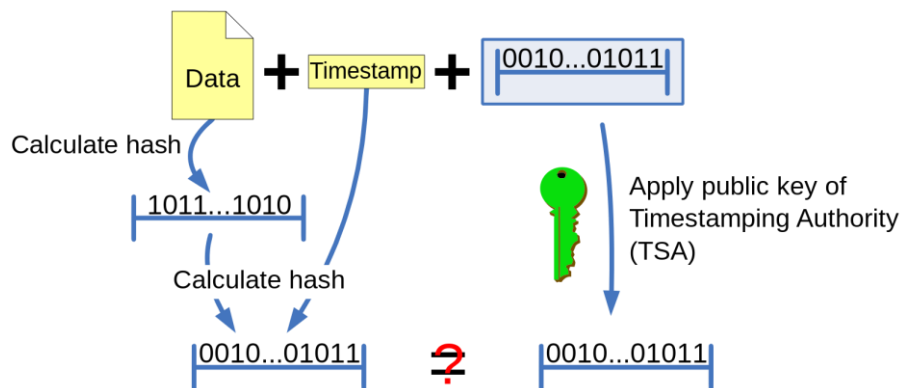 0010...01011
Data
Timestamp
Calculate hash
1011...1010
Apply public key of
Timestamping Authority
(TSA)
Calculate hash
0010...01011
?
0010...01011